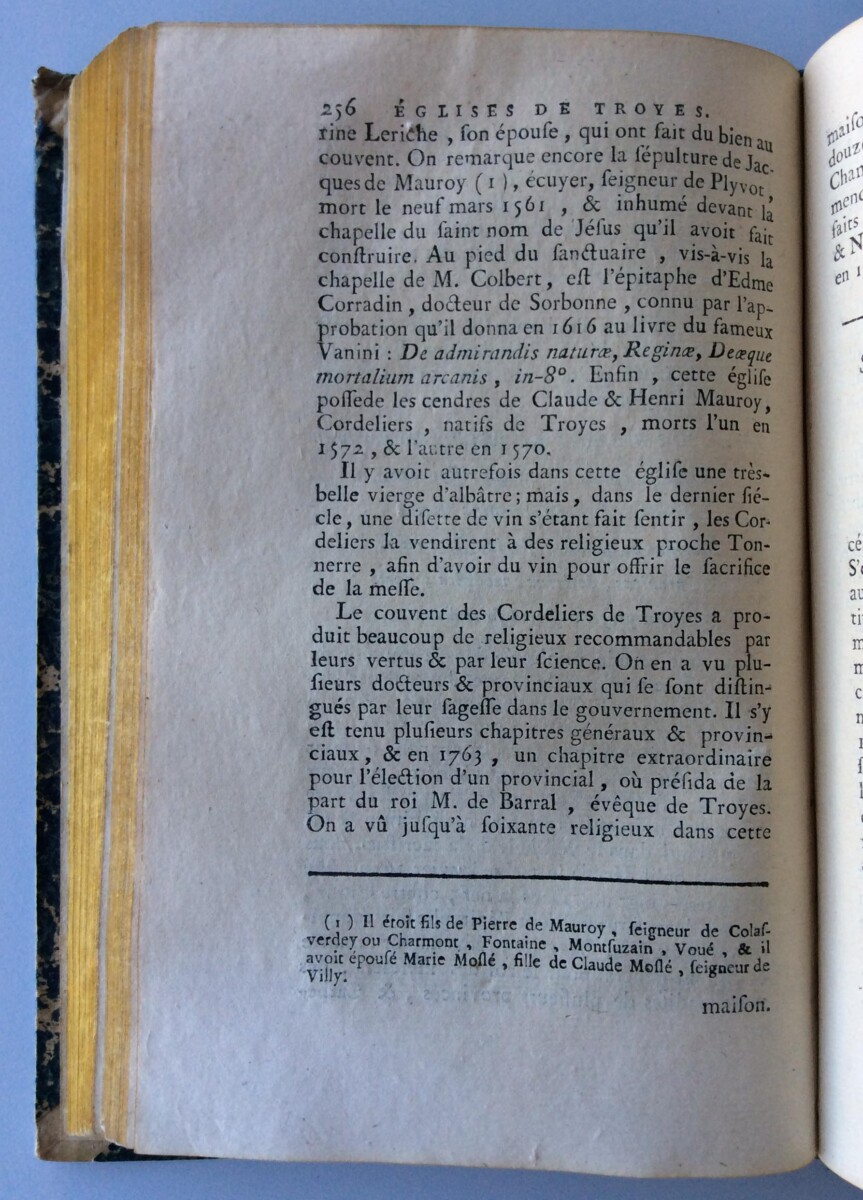 256 ÉGLISES DE TROYES.
rine Leriche , ſon épouſe , qui ont fait du bien au
couvent. On remarque encore la ſépulture de Jac-
ques de Mauroy ( 1 ) , écuyer, ſeigneur de Plyvot ,
mort le neuf mars 1561 , & inhumé devant la
chapelle du ſaint nom de Jéſus qu'il avoit fait
conſtruire. Au pied du ſanctuaire , vis-à-vis la
chapelle de M. Colbert, eſt l'épitaphe d'Edme
Corradin , docteur de Sorbonne , connu par l'ap-
probation qu'il donna en 1616 au livre du fameux
Vanini : De admirandis naturæ, Reginæ, Deæque
mortalium arcanis , in-8°. Enfin , cette égliſe
poſſede les cendres de Claude & Henri Mauroy,
Cordeliers , natifs de Troyes , morts l'un en
1572 , & l'autre en 1570.
Il y avoit autrefois dans cette égliſe une très-
belle vierge d'albâtre ; mais , dans le dernier ſié-
cle , une diſette de vin s'étant fait ſentir , les Cor-
deliers la vendirent à des religieux proche Ton-
nerre , afin d'avoir du vin pour offrir le ſacrifice
de la meſſe.
Le couvent des Cordeliers de Troyes a pro-
duit beaucoup de religieux recommandables par
leurs vertus & par leur ſcience. On en a vu plu-
ſieurs docteurs & provinciaux qui ſe ſont diſtin-
gués par leur ſageſſe dans le gouvernement. Il s'y
eſt tenu pluſieurs chapitres généraux & provin-
ciaux , & en 1763 , un chapitre extraordinaire
pour l'élection d'un provincial , où préſida de la
part du roi M. de Barral , évêque de Troyes.
On a vû juſqu'à ſoixante religieux dans cette
( 1 ) Il étoit fils de Pierre de Mauroy , ſeigneur de Colaſ-
verdey ou Charmont , Fontaine , Montſuzain , Voué , & il
avoit épouſé Marie Moſlé , fille de Claude Moſlé , ſeigneur de
Villy.
maiſon.